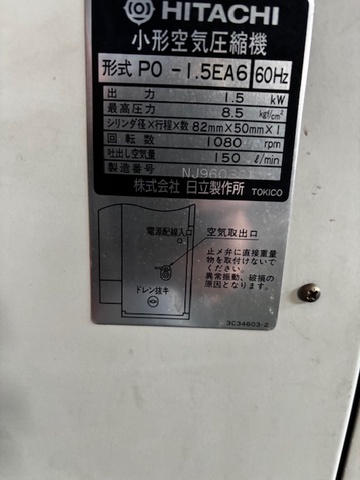 HITACHI
小形空気圧縮機
形式 PO -1.5EA6 60Hz
出力 1.5 kW
最高圧力 8.5 kgf/cm²
シリンダ径×行程×数 82mm×50mm×1
回転数 1080 rpm
吐出し空気量 150 ℓ/min
製造番号
株式会社 日立製作所 TOKICO
電源配線入口
空気取出口
止メ弁に直接重量
物を取付けないで
ください。
異常振動、破損の
原因となります。
ドレン抜キ
3C34603-2